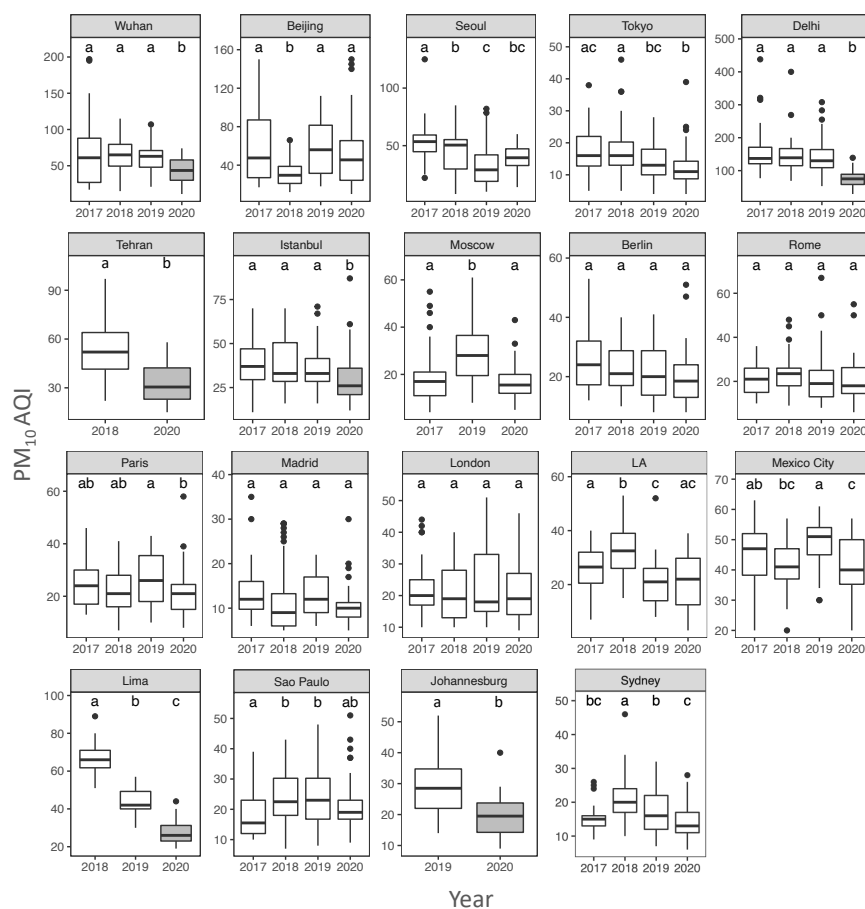 Wuhan Beijing Seoul Tokyo Delhi
a a a b a b a a a b c bc ac a bc b a a a b
200 150 100 50
160 120 80 40
100 50
50 40 30 20 10 0
500 400 300 200 100 0
2017 2018 2019 2020 2017 2018 2019 2020 2017 2018 2019 2020 2017 2018 2019 2020 2017 2018 2019 2020
Tehran Istanbul Moscow Berlin Rome
a b a a a b a b a a a a a a a a a
90 60 30
75 50 25
60 40 20
60 40 20
60 40 20
2018 2020 2017 2018 2019 2020 2017 2019 2020 2017 2018 2019 2020 2017 2018 2019 2020
PM10 AQI
Paris Madrid London LA Mexico City
ab ab a b a a a a a a a a a b c ac ab bc a c
60 40 20
40 30 20 10
50 40 30 20 10
60 40 20
70 60 50 40 30 20
2017 2018 2019 2020 2017 2018 2019 2020 2017 2018 2019 2020 2017 2018 2019 2020 2017 2018 2019 2020
Lima Sao Paulo Johannesburg Sydney
a b c a b b ab a b bc a b c
100 80 60 40 20
50 40 30 20 10
50 40 30 20 10
50 40 30 20 10
2018 2019 2020 2017 2018 2019 2020 2019 2020 2017 2018 2019 2020
Year